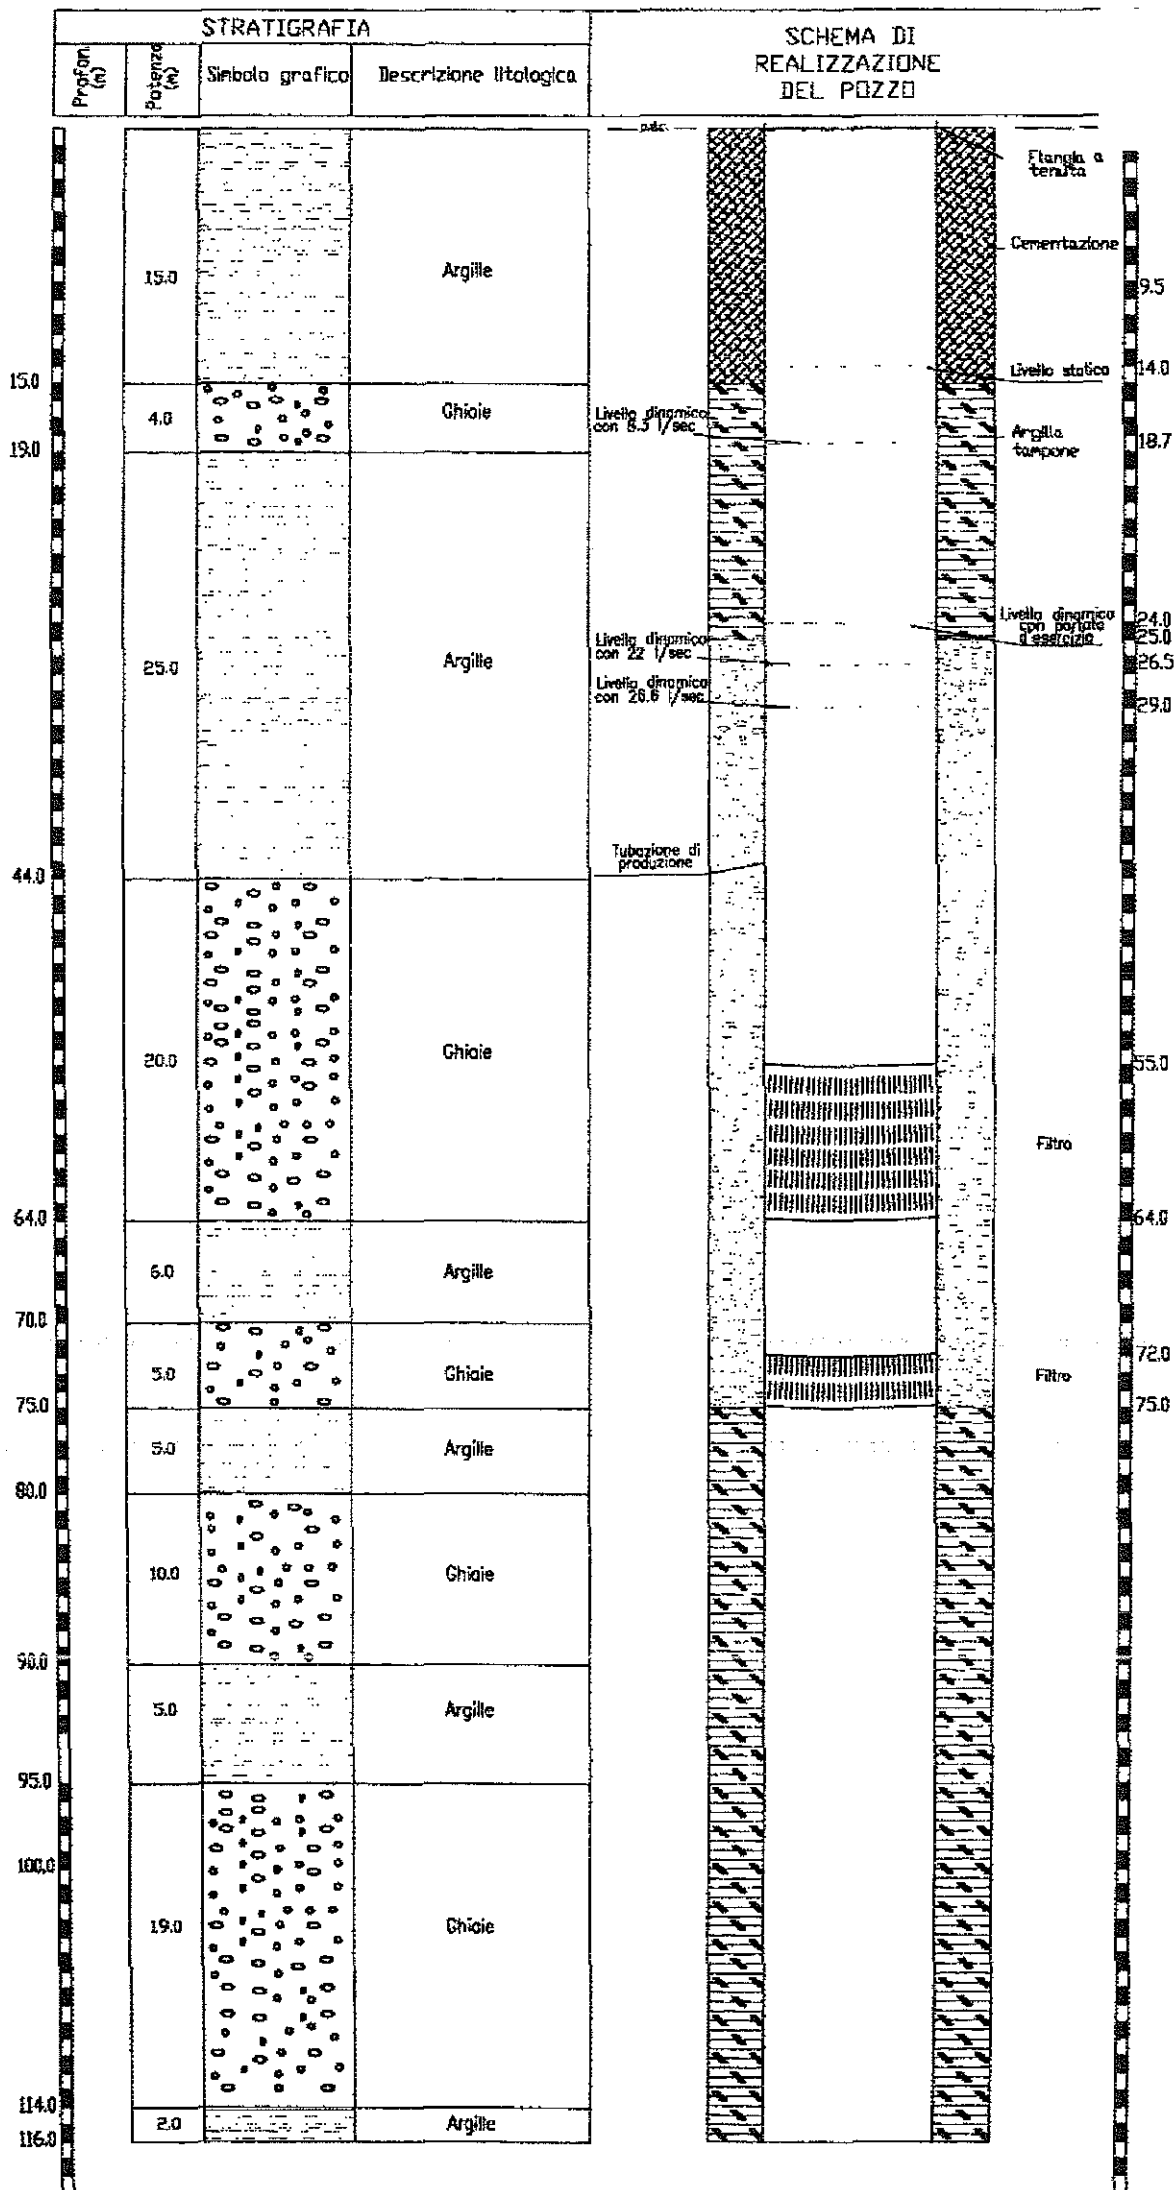 STRATIGRAFIA
SCHEMA DI
REALIZZAZIONE
DEL POZZO
Profon.
(m)
Potenza
(m)
Simbolo grafico
Descrizione litologica
Flangia a
tenuta
Cementazione
15.0
Argille
9.5
15.0
Livello statico
14.0
4.0
Ghiaie
Livello dinamico
con 8.5 l/sec
Argilla
tampone
19.0
18.7
Livello dinamico
con portata
d'esercizio
24.0
25.0
25.0
Argille
Livello dinamico
con 22 l/sec
26.5
Livello dinamico
con 26.6 l/sec
29.0
Tubazione di
produzione
44.0
20.0
Ghiaie
55.0
Filtro
64.0
64.0
6.0
Argille
70.0
72.0
5.0
Ghiaie
Filtro
75.0
75.0
5.0
Argille
80.0
10.0
Ghiaie
90.0
5.0
Argille
95.0
100.0
19.0
Ghiaie
114.0
2.0
Argille
116.0